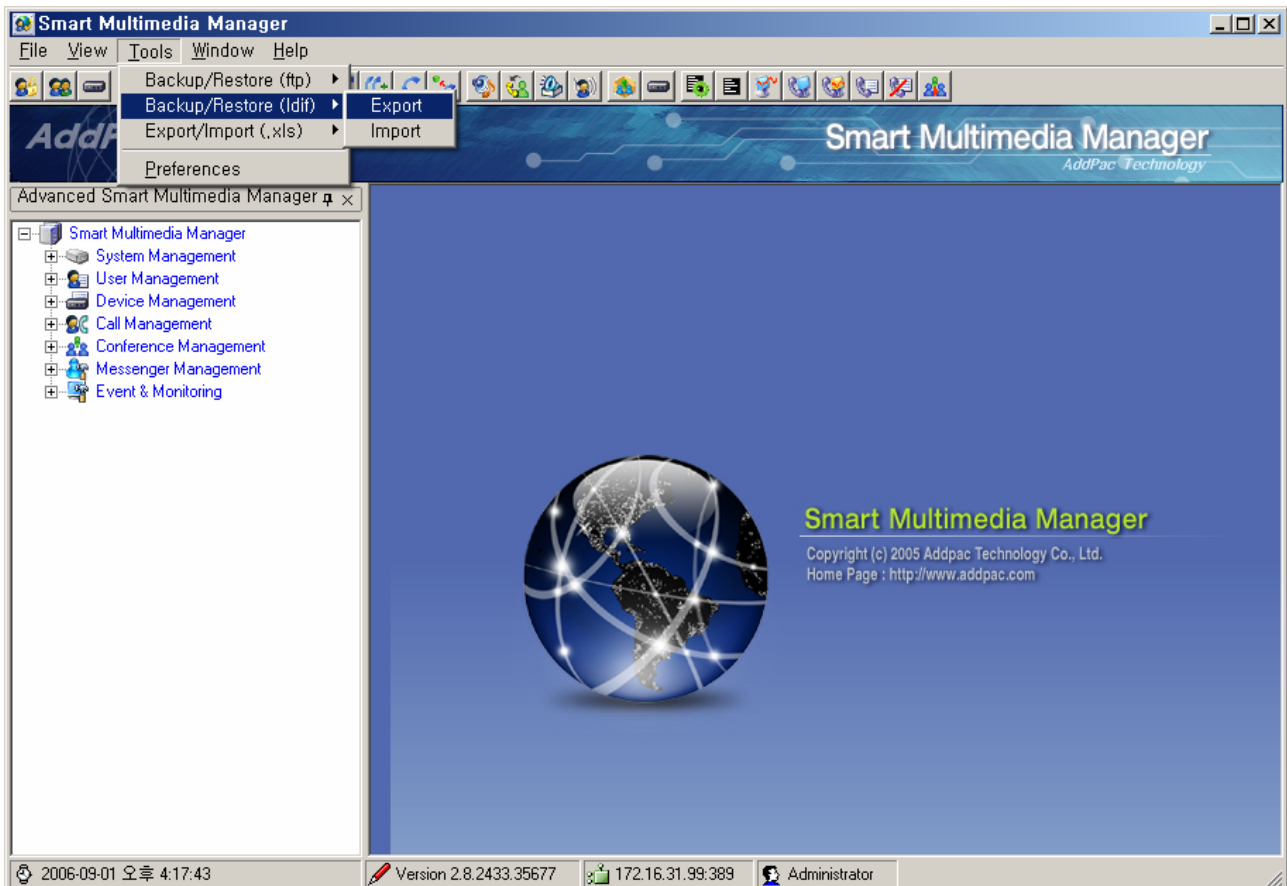 Smart Multimedia Manager
File View Tools Window Help
Backup/Restore (ftp)
Backup/Restore (ldif)
Export/Import (.xls)
Preferences
Export
Import
Smart Multimedia Manager
AddPac Technology
Advanced Smart Multimedia Manager
Smart Multimedia Manager
System Management
User Management
Device Management
Call Management
Conference Management
Messenger Management
Event & Monitoring
Smart Multimedia Manager
Copyright (c) 2005 Addpac Technology Co., Ltd.
Home Page : http://www.addpac.com
2006-09-01 오후 4:17:43 Version 2.8.2433.35677 172.16.31.99:389 Administrator